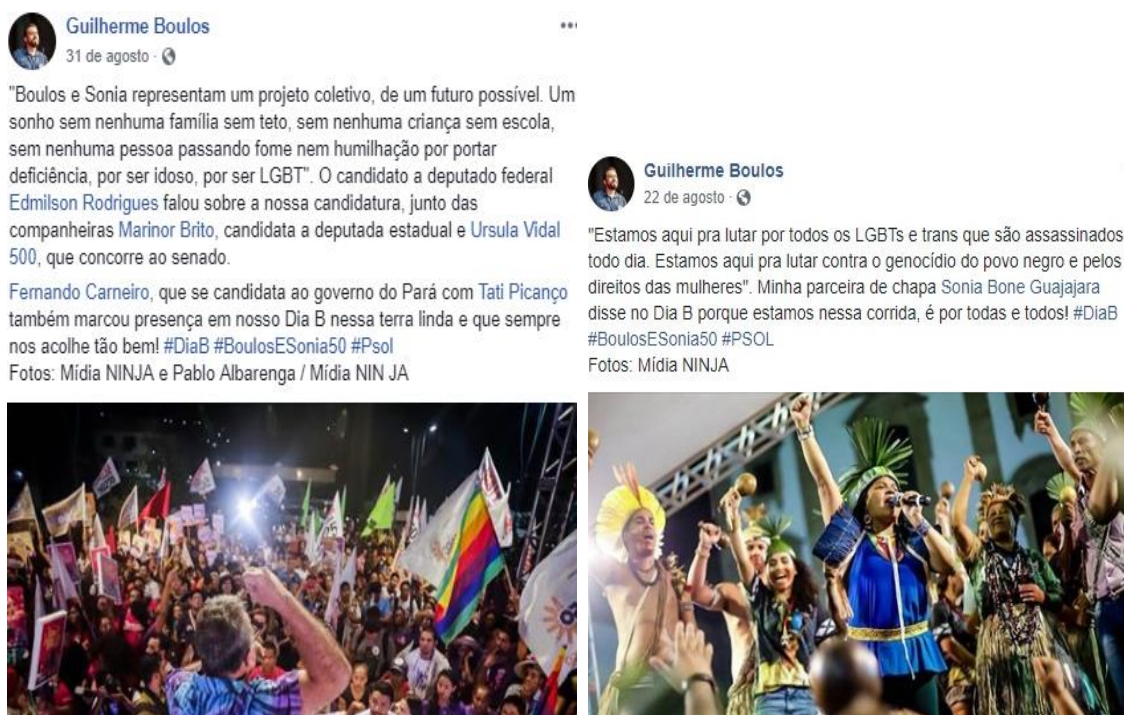 Guilherme Boulos
31 de agosto ·
"Boulos e Sonia representam um projeto coletivo, de um futuro possível. Um
sonho sem nenhuma família sem teto, sem nenhuma criança sem escola,
sem nenhuma pessoa passando fome nem humilhação por portar
deficiência, por ser idoso, por ser LGBT". O candidato a deputado federal
Edmilson Rodrigues falou sobre a nossa candidatura, junto das
companheiras Marinor Brito, candidata a deputada estadual e Ursula Vidal
500, que concorre ao senado.
Fernando Carneiro, que se candidata ao governo do Pará com Tati Picanço
também marcou presença em nosso Dia B nessa terra linda e que sempre
nos acolhe tão bem! #DiaB #BoulosESonia50 #Psol
Fotos: Mídia NINJA e Pablo Albarenga / Mídia NIN JA
Guilherme Boulos
22 de agosto ·
"Estamos aqui pra lutar por todos os LGBTs e trans que são assassinados
todo dia. Estamos aqui pra lutar contra o genocídio do povo negro e pelos
direitos das mulheres". Minha parceira de chapa Sonia Bone Guajajara
disse no Dia B porque estamos nessa corrida, é por todas e todos! #DiaB
#BoulosESonia50 #PSOL
Fotos: Mídia NINJA